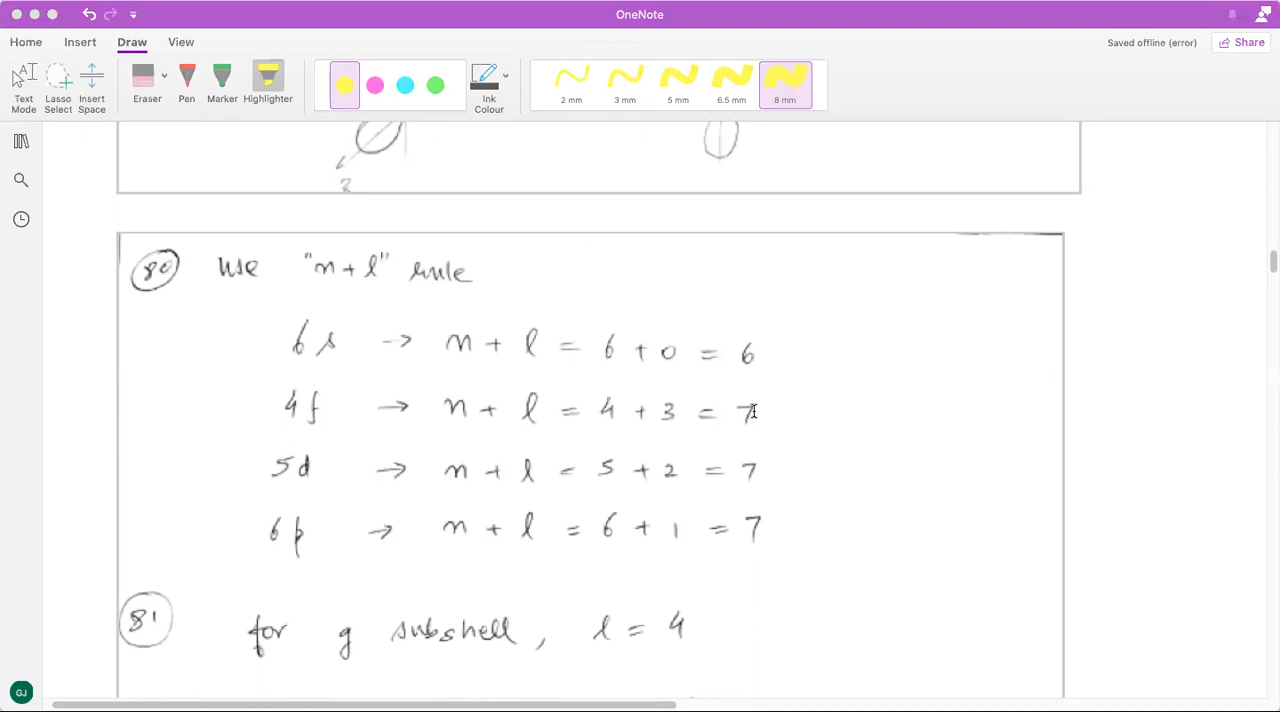 OneNote
Home Insert Draw View
Saved offline (error) Share
Text Mode
Lasso Select
Insert Space
Eraser
Pen
Marker
Highlighter
Ink Colour
2 mm
3 mm
5 mm
6.5 mm
8 mm
2
80 use "n+l" rule
6s → n + l = 6 + 0 = 6
4f → n + l = 4 + 3 = 7
5d → n + l = 5 + 2 = 7
6p → n + l = 6 + 1 = 7
81 for g subshell, l = 4
GJ